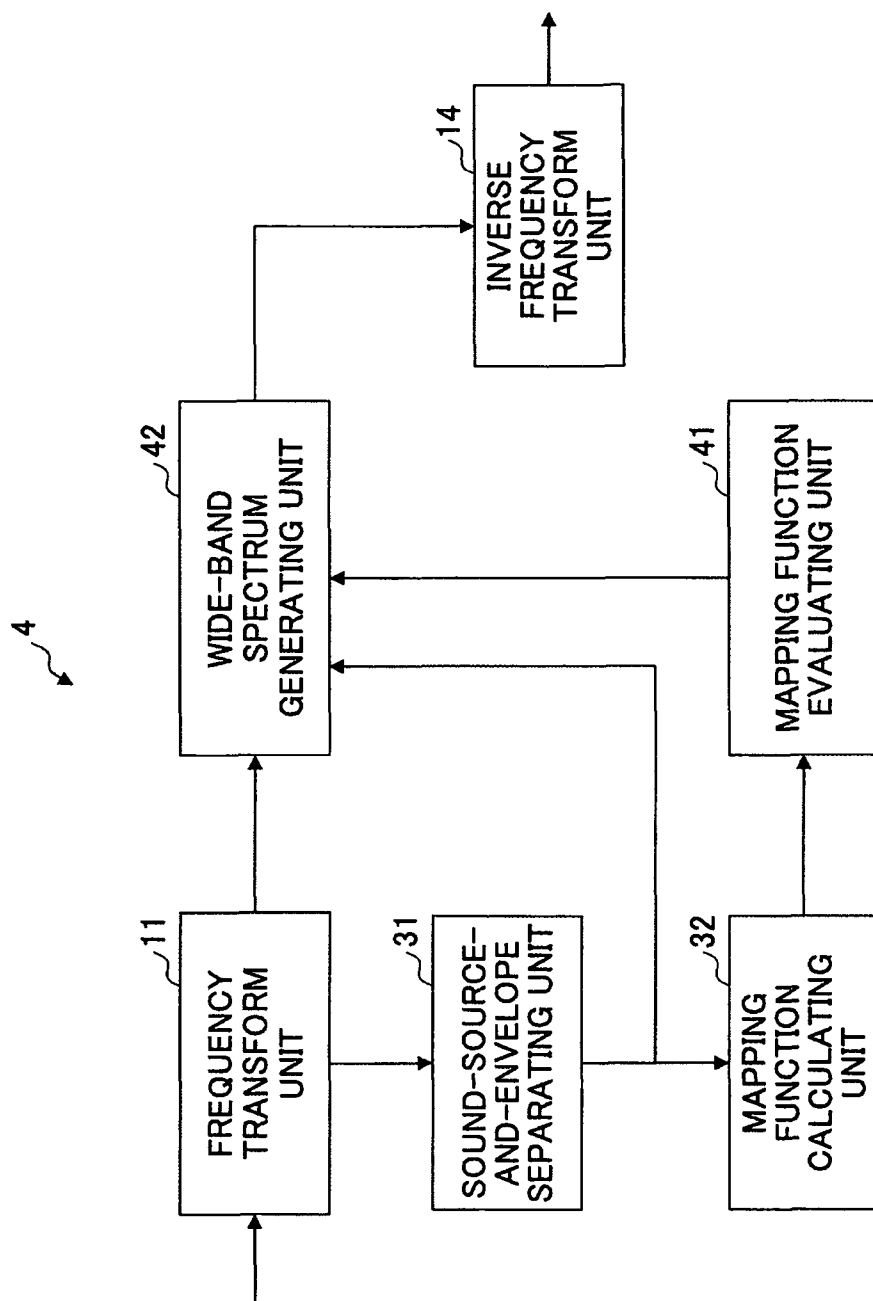 4
11
FREQUENCY
TRANSFORM
UNIT
42
WIDE-BAND
SPECTRUM
GENERATING UNIT
14
INVERSE
FREQUENCY
TRANSFORM
UNIT
31
SOUND-SOURCE-
AND-ENVELOPE
SEPARATING UNIT
32
MAPPING
FUNCTION
CALCULATING
UNIT
41
MAPPING FUNCTION
EVALUATING UNIT